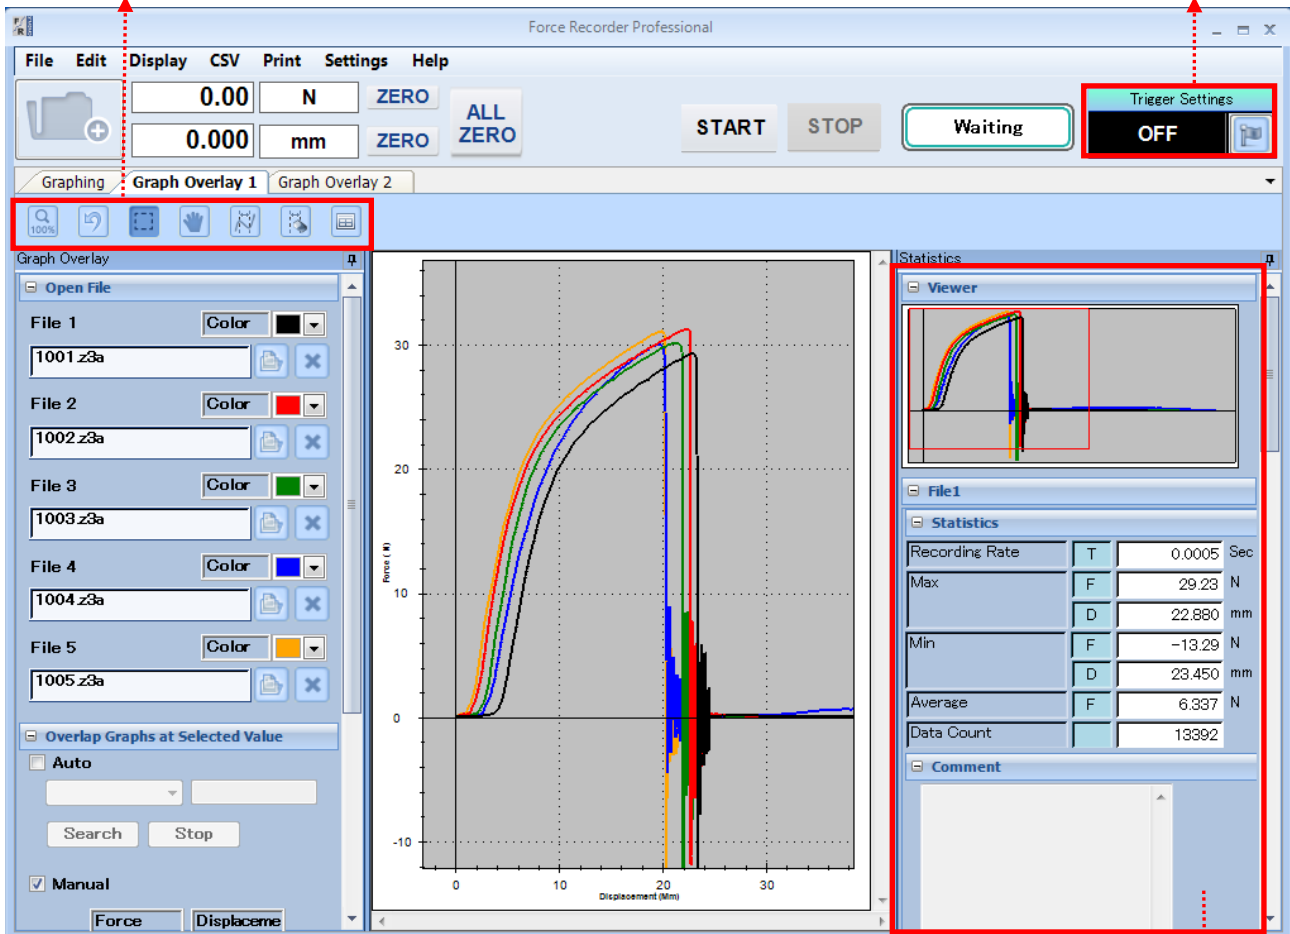 Force Recorder Professional
File Edit Display CSV Print Settings Help
0.00 N ZERO
0.000 mm ZERO
ALL
ZERO
START STOP Waiting
Trigger Settings
OFF
Graphing Graph Overlay 1 Graph Overlay 2
100%
Graph Overlay
Open File
File 1 Color
1001.z3a
File 2 Color
1002.z3a
File 3 Color
1003.z3a
File 4 Color
1004.z3a
File 5 Color
1005.z3a
Overlap Graphs at Selected Value
Auto
Search Stop
Manual
Force Displaceme
30
20
10
0
-10
Force ( N)
0 10 20 30
Displasement (Mm)
Statistics
Viewer
File1
Statistics
Recording Rate T 0.0005 Sec
Max F 29.23 N
D 22.880 mm
Min F -13.29 N
D 23.450 mm
Average F 6.337 N
Data Count 13392
Comment